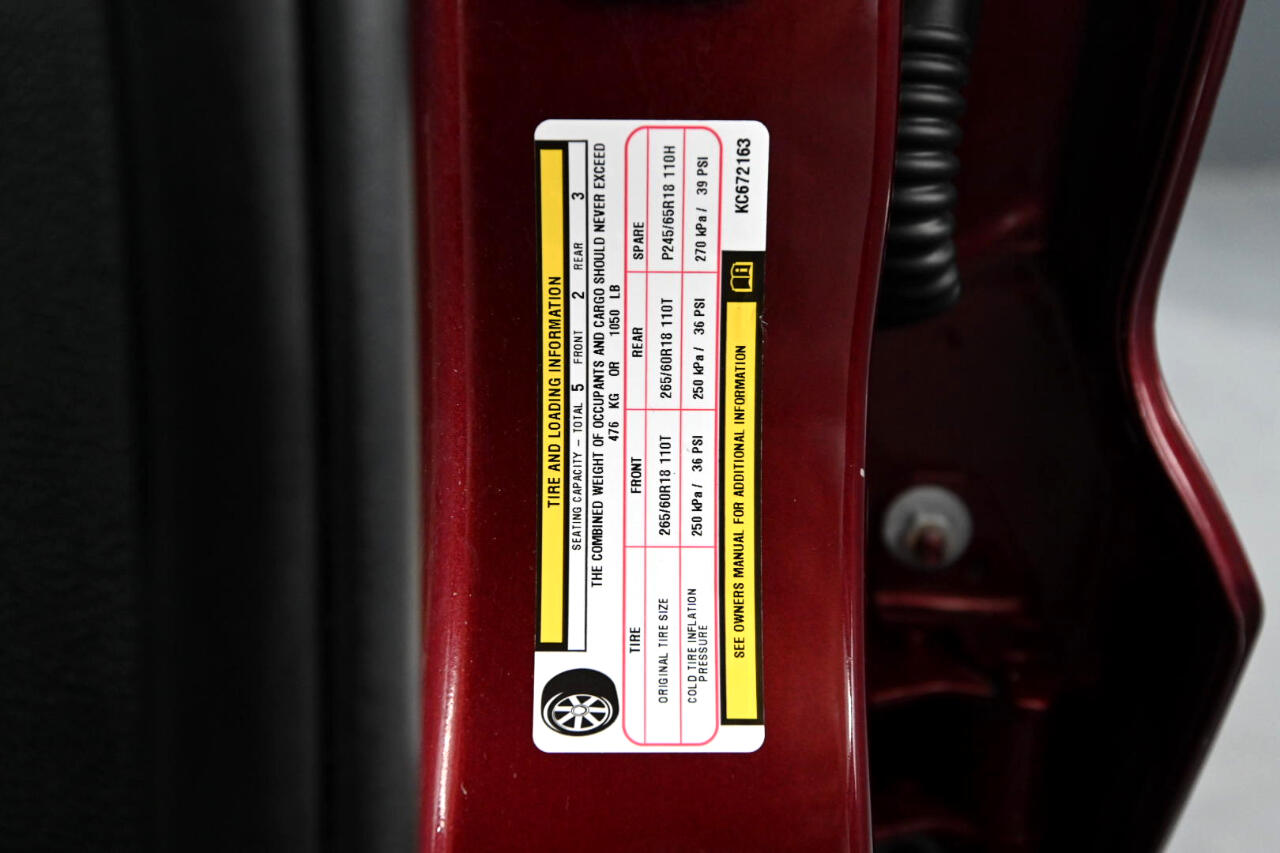 TIRE AND LOADING INFORMATION
SEATING CAPACITY – TOTAL 5 FRONT 2 REAR 3
THE COMBINED WEIGHT OF OCCUPANTS AND CARGO SHOULD NEVER EXCEED
476 KG OR 1050 LB
TIRE FRONT REAR SPARE
ORIGINAL TIRE SIZE 265/60R18 110T 265/60R18 110T P245/65R18 110H
COLD TIRE INFLATION PRESSURE 250 kPa / 36 PSI 250 kPa / 36 PSI 270 kPa / 39 PSI
SEE OWNERS MANUAL FOR ADDITIONAL INFORMATION
KC672163